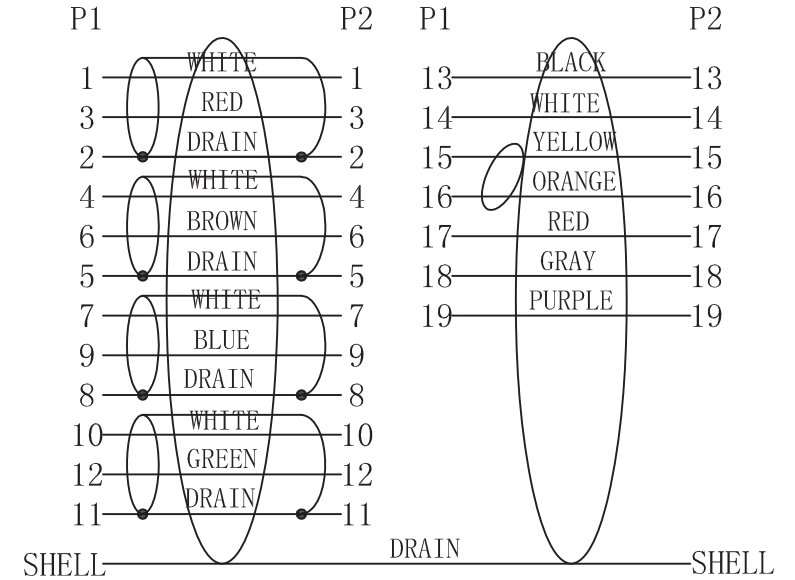 P1 P2 P1 P2
WHITE BLACK
1 1 13 13
RED WHITE
3 3 14 14
DRAIN YELLOW
2 2 15 15
WHITE ORANGE
4 4 16 16
BROWN RED
6 6 17 17
DRAIN GRAY
5 5 18 18
WHITE PURPLE
7 7 19 19
BLUE
9 9
DRAIN
8 8
WHITE
10 10
GREEN
12 12
DRAIN
11 11
DRAIN
SHELL SHELL